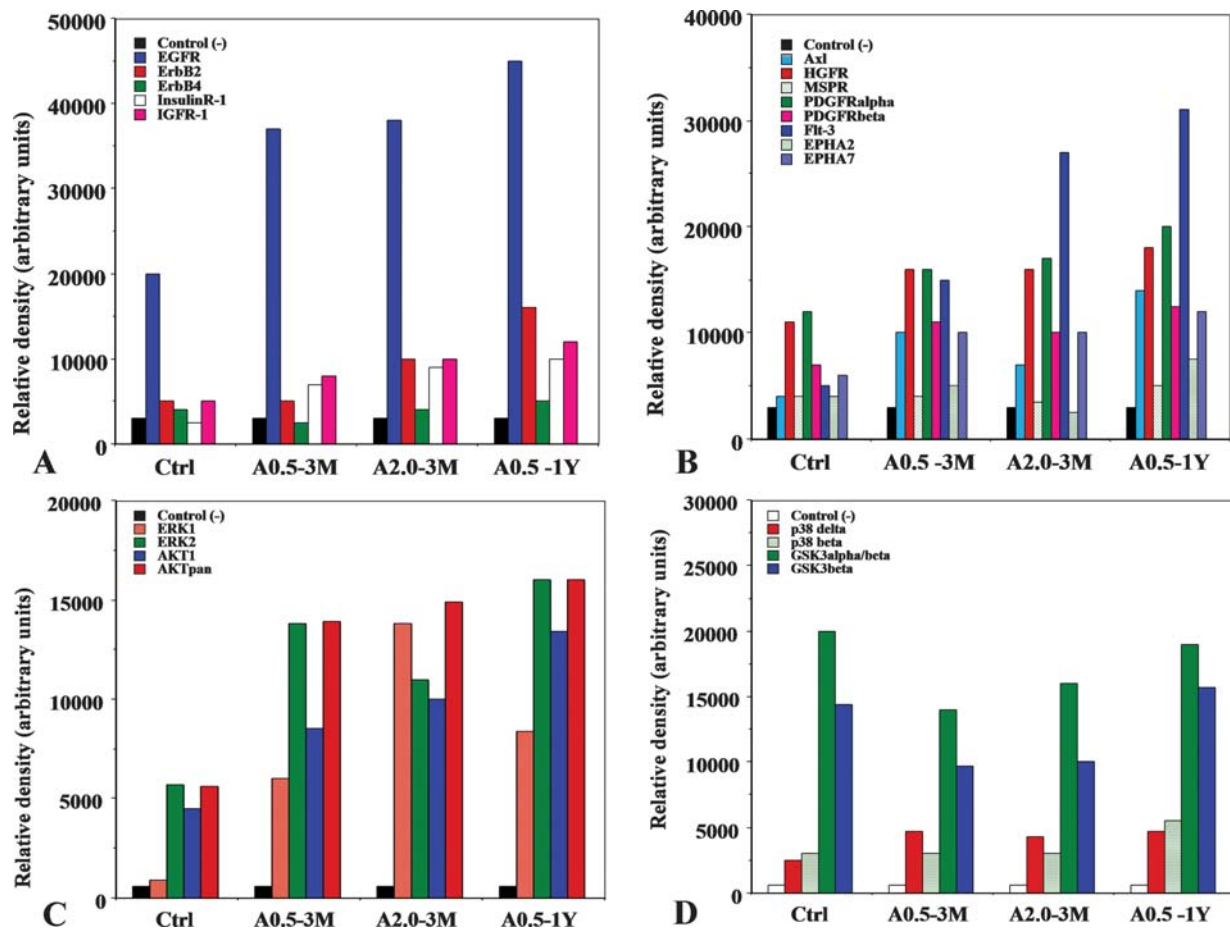 50000
40000
30000
20000
10000
0
Relative density (arbitrary units)
Control (-)
EGFR
ErbB2
ErbB4
InsulinR-1
IGFR-1
Ctrl
A0.5-3M
A2.0-3M
A0.5 -1Y
A
40000
30000
20000
10000
0
Relative density (arbitrary units)
Control (-)
Axl
HGFR
MSPR
PDGFRalpha
PDGFRbeta
Flt-3
EPHA2
EPHA7
Ctrl
A0.5 -3M
A2.0-3M
A0.5-1Y
B
20000
15000
10000
5000
0
Relative density (arbitrary units)
Control (-)
ERK1
ERK2
AKT1
AKTpan
Ctrl
A0.5-3M
A2.0-3M
A0.5-1Y
C
30000
25000
20000
15000
10000
5000
0
Relative density (arbitrary units)
Control (-)
p38 delta
p38 beta
GSK3alpha/beta
GSK3beta
Ctrl
A0.5-3M
A2.0-3M
A0.5 -1Y
D